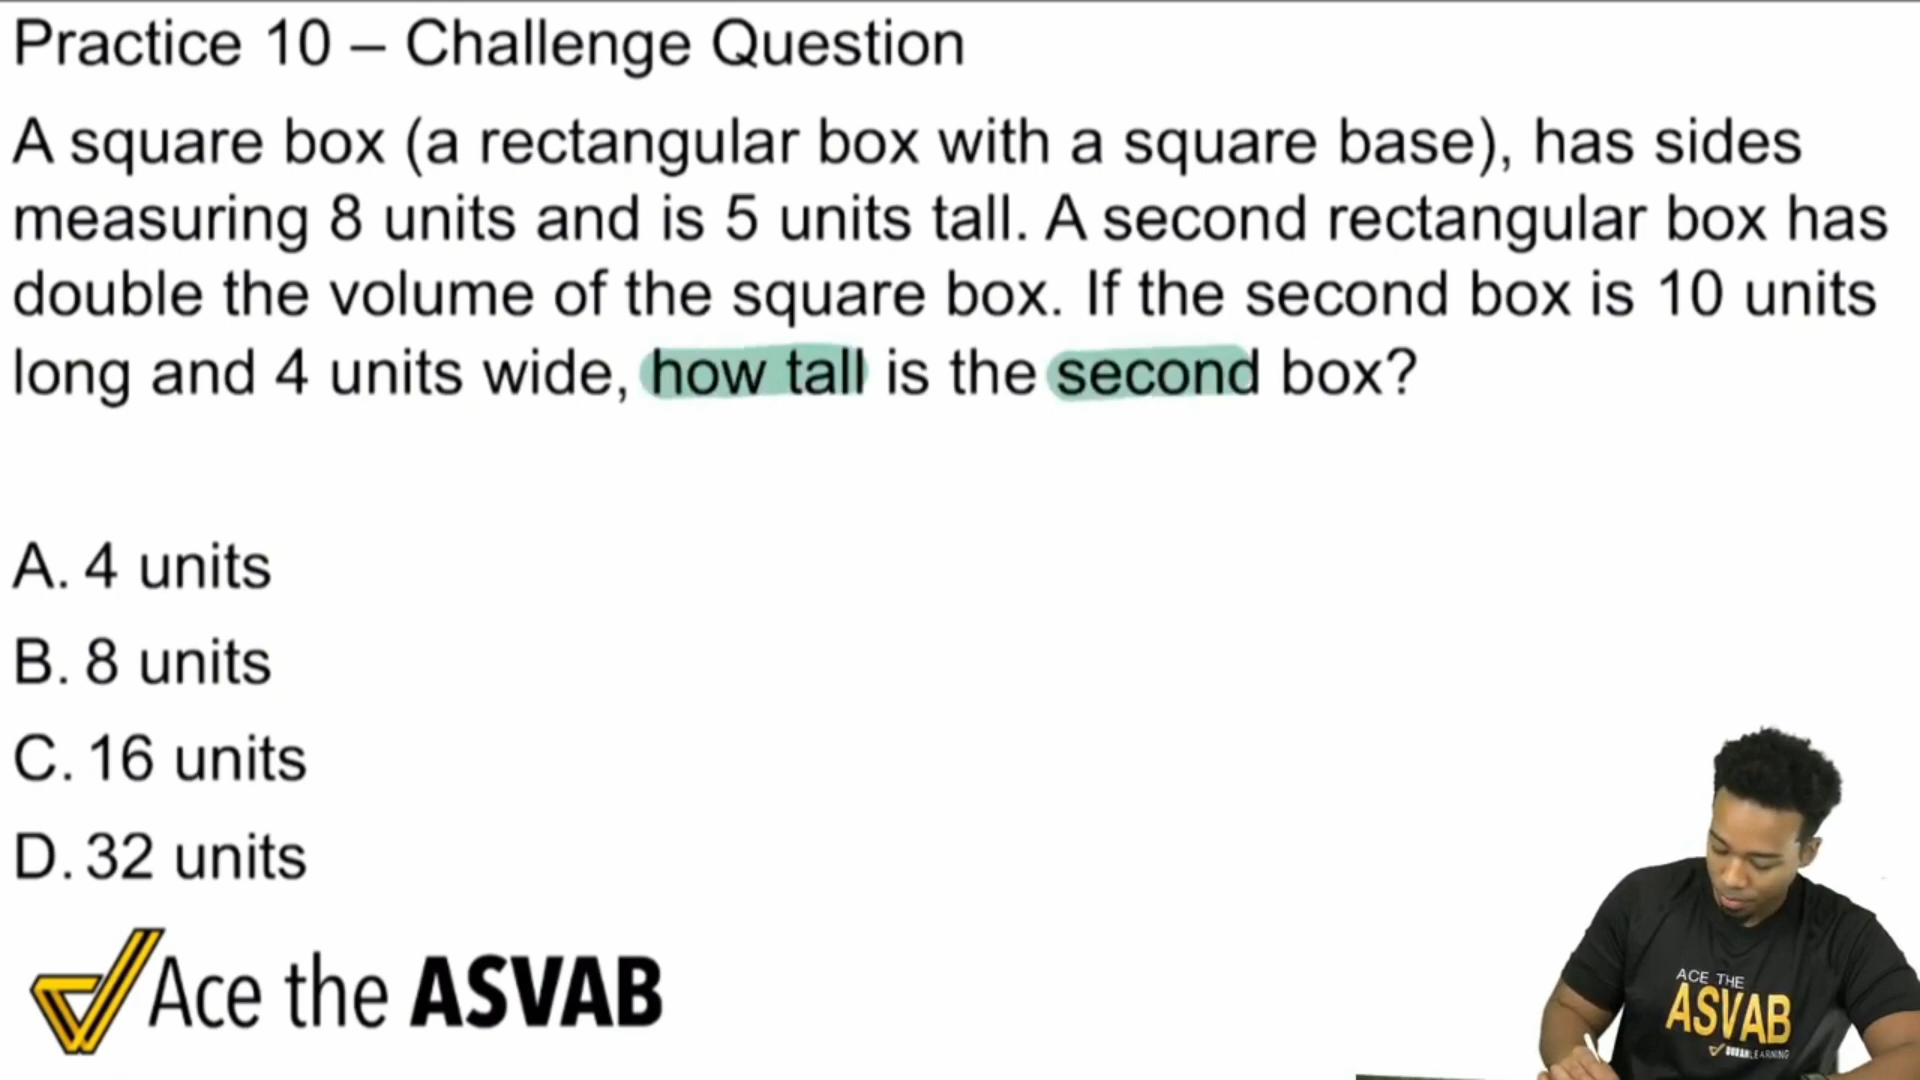 Practice 10 – Challenge Question
A square box (a rectangular box with a square base), has sides
measuring 8 units and is 5 units tall. A second rectangular box has
double the volume of the square box. If the second box is 10 units
long and 4 units wide, how tall is the second box?
A. 4 units
B. 8 units
C. 16 units
D. 32 units
Ace the ASVAB
ACE THE
ASVAB